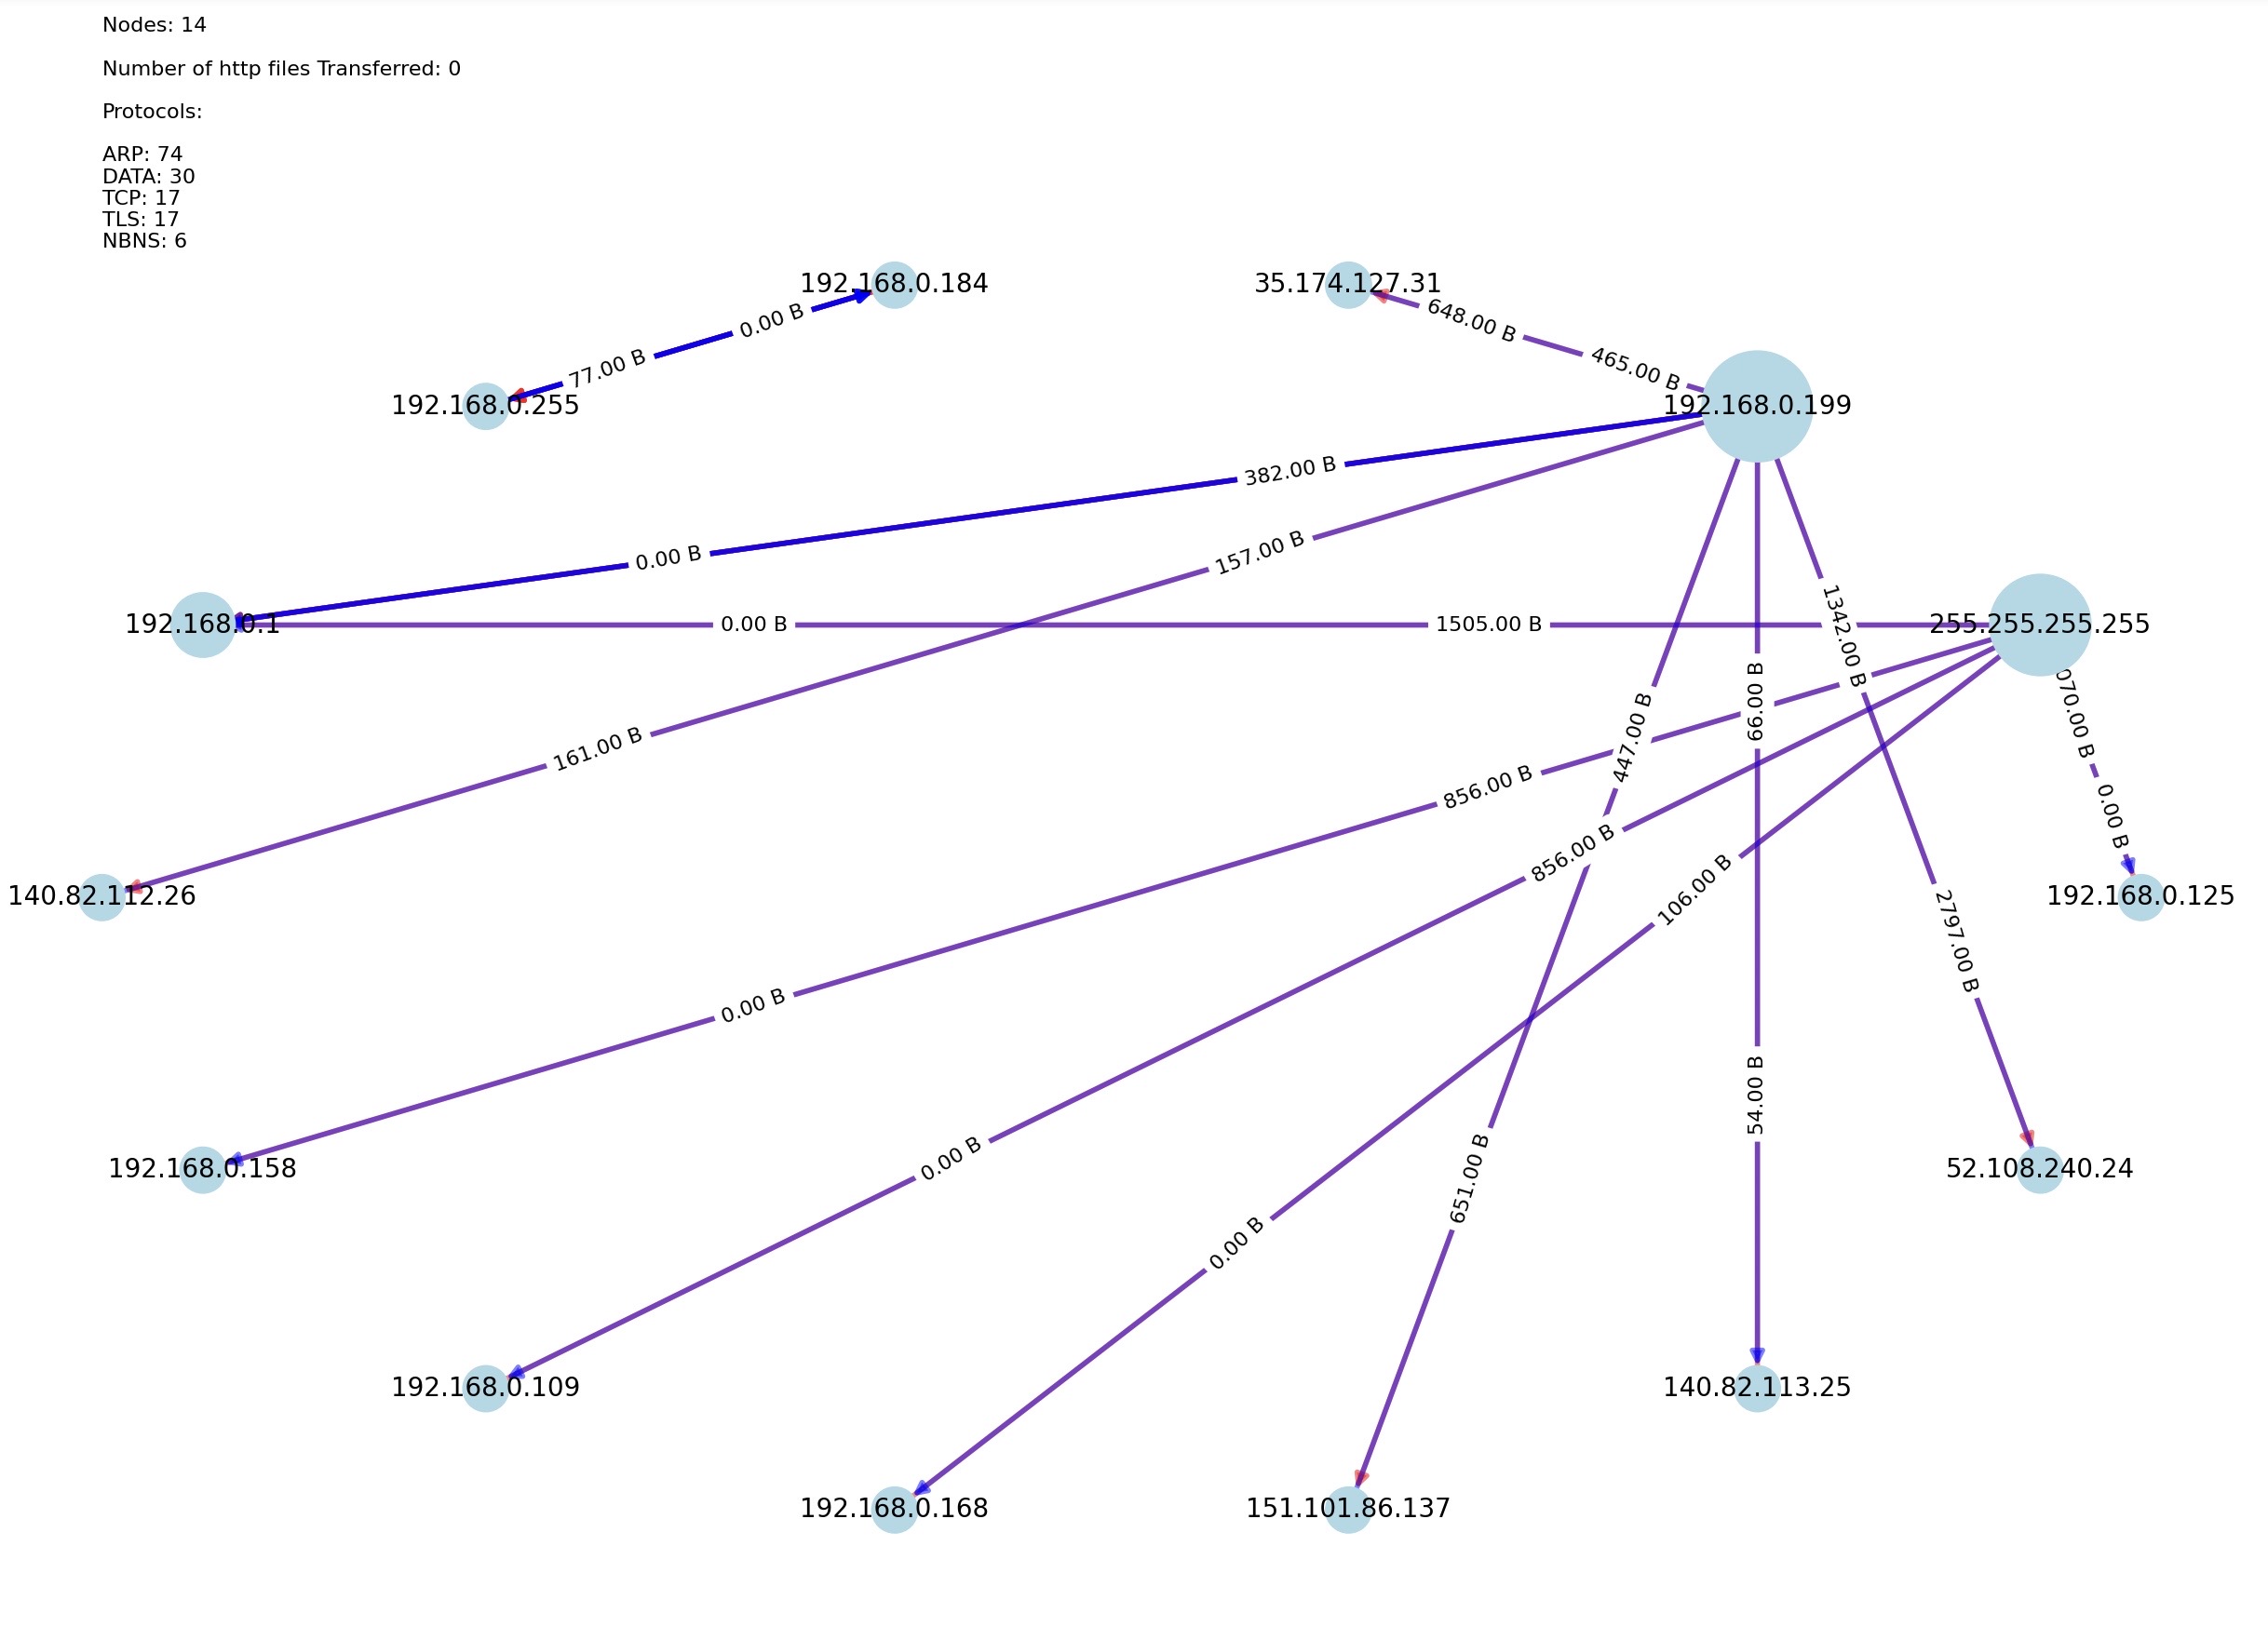 Nodes: 14
Number of http files Transferred: 0
Protocols:
ARP: 74
DATA: 30
TCP: 17
TLS: 17
NBNS: 6
192.168.0.184
35.174.127.31
0.00 B
648.00 B
77.00 B
465.00 B
192.168.0.255
192.168.0.199
382.00 B
157.00 B
0.00 B
192.168.0.1
0.00 B
1505.00 B
1342.00 B
255.255.255.255
66.00 B
447.00 B
161.00 B
856.00 B
856.00 B
106.00 B
0.00 B
140.82.112.26
192.168.0.125
2797.00 B
0.00 B
54.00 B
0.00 B
651.00 B
192.168.0.158
52.108.240.24
0.00 B
192.168.0.109
140.82.113.25
192.168.0.168
151.101.86.137